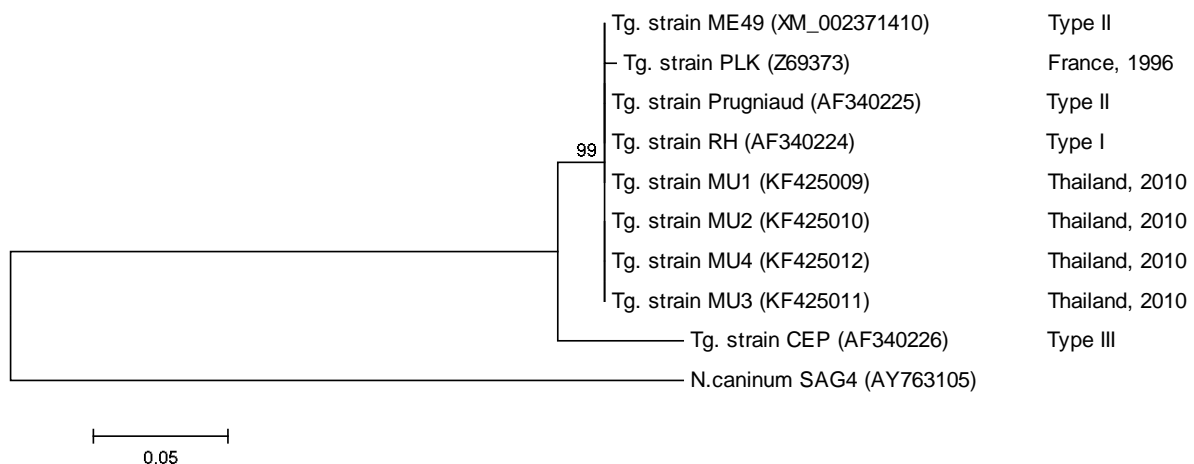 Tg. strain ME49 (XM_002371410) Type II
Tg. strain PLK (Z69373) France, 1996
Tg. strain Prugniaud (AF340225) Type II
Tg. strain RH (AF340224) Type I
99
Tg. strain MU1 (KF425009) Thailand, 2010
Tg. strain MU2 (KF425010) Thailand, 2010
Tg. strain MU4 (KF425012) Thailand, 2010
Tg. strain MU3 (KF425011) Thailand, 2010
Tg. strain CEP (AF340226) Type III
N.caninum SAG4 (AY763105)
0.05